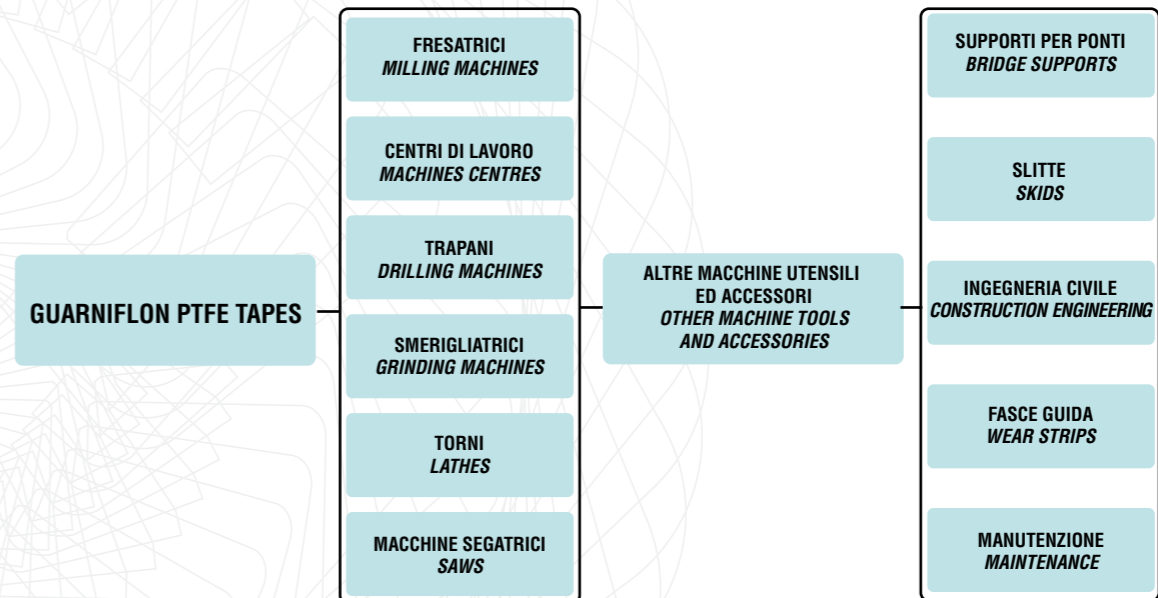 GUARNIFLON PTFE TAPES
FRESATRICI
MILLING MACHINES
CENTRI DI LAVORO
MACHINES CENTRES
TRAPANI
DRILLING MACHINES
SMERIGLIATRICI
GRINDING MACHINES
TORNI
LATHES
MACCHINE SEGATRICI
SAWS
ALTRE MACCHINE UTENSILI
ED ACCESSORI
OTHER MACHINE TOOLS
AND ACCESSORIES
SUPPORTI PER PONTI
BRIDGE SUPPORTS
SLITTE
SKIDS
INGEGNERIA CIVILE
CONSTRUCTION ENGINEERING
FASCE GUIDA
WEAR STRIPS
MANUTENZIONE
MAINTENANCE